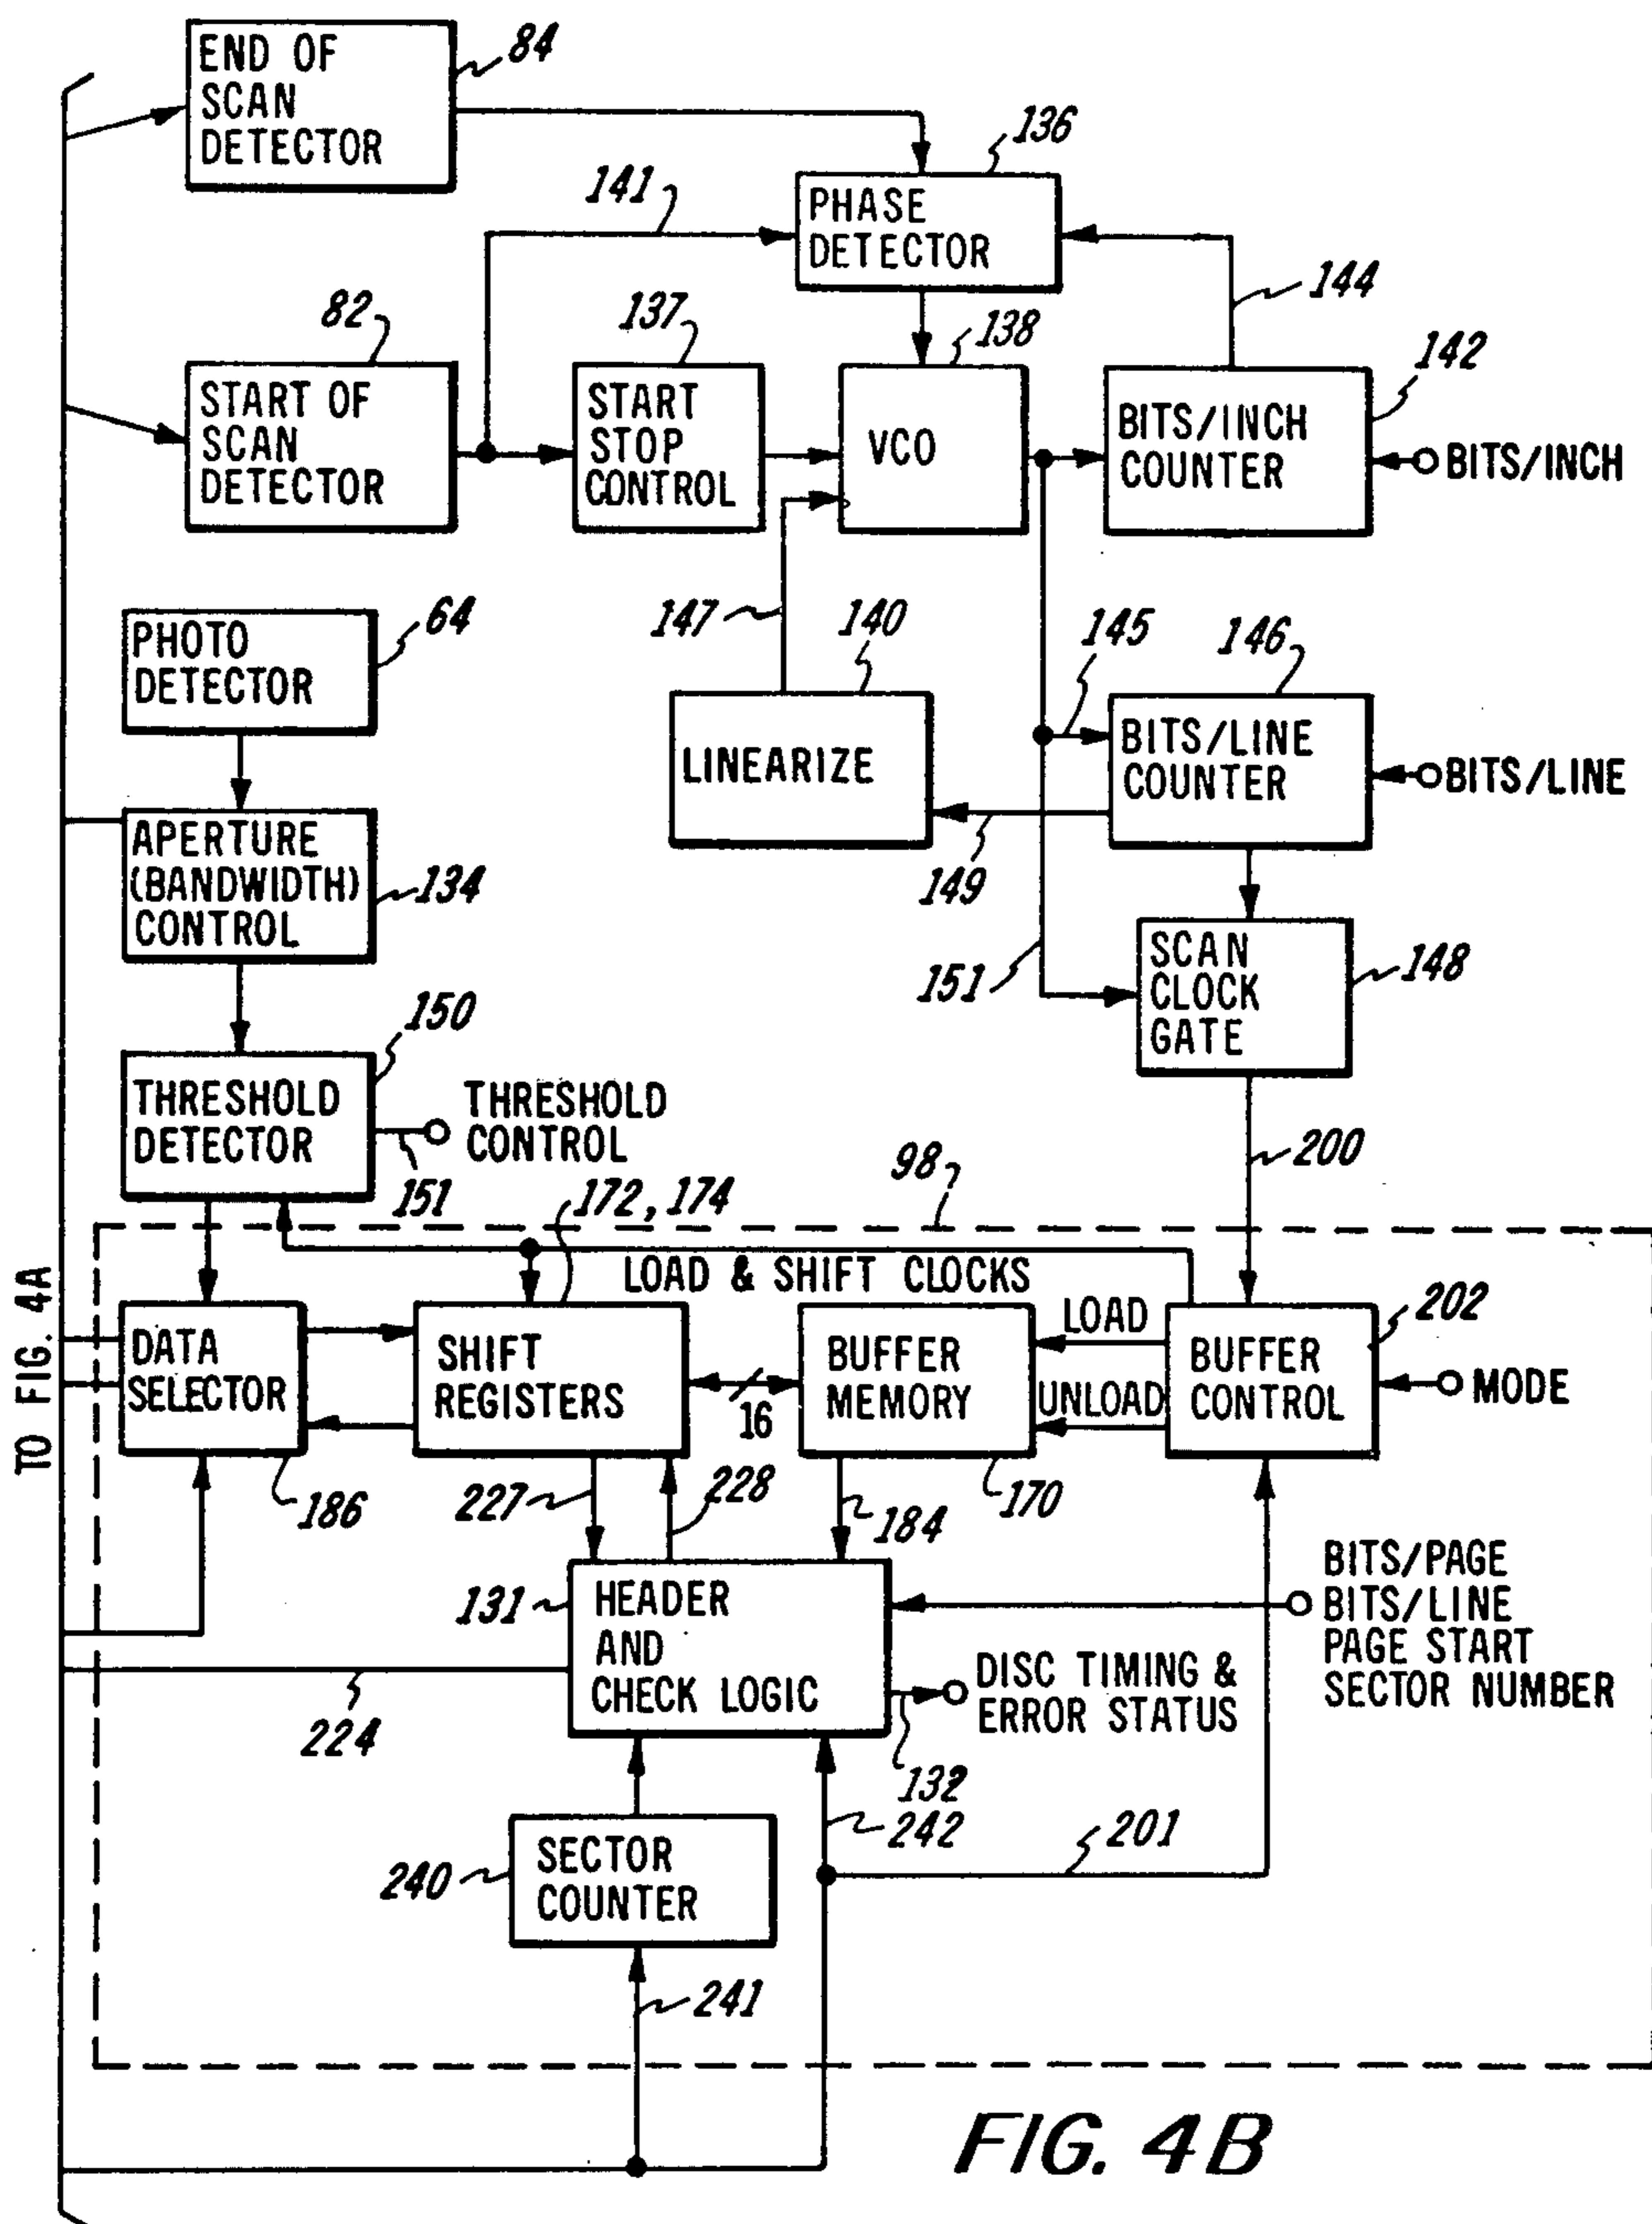 END OF
SCAN
DETECTOR
84
136
141
PHASE
DETECTOR
144
82
137
138
142
START OF
SCAN
DETECTOR
START
STOP
CONTROL
VCO
BITS/INCH
COUNTER
BITS/INCH
PHOTO
DETECTOR
64
147
140
145
146
LINEARIZE
BITS/LINE
COUNTER
BITS/LINE
149
APERTURE
(BANDWIDTH)
CONTROL
134
151
SCAN
CLOCK
GATE
148
150
THRESHOLD
DETECTOR
THRESHOLD
CONTROL
151
200
98
172, 174
LOAD & SHIFT CLOCKS
TO FIG. 4A
DATA
SELECTOR
SHIFT
REGISTERS
16
BUFFER
MEMORY
LOAD
UNLOAD
BUFFER
CONTROL
202
MODE
186
227
228
184
170
131
HEADER
AND
CHECK LOGIC
BITS/PAGE
BITS/LINE
PAGE START
SECTOR NUMBER
DISC TIMING &
ERROR STATUS
224
132
242
201
240
SECTOR
COUNTER
241
FIG. 4B